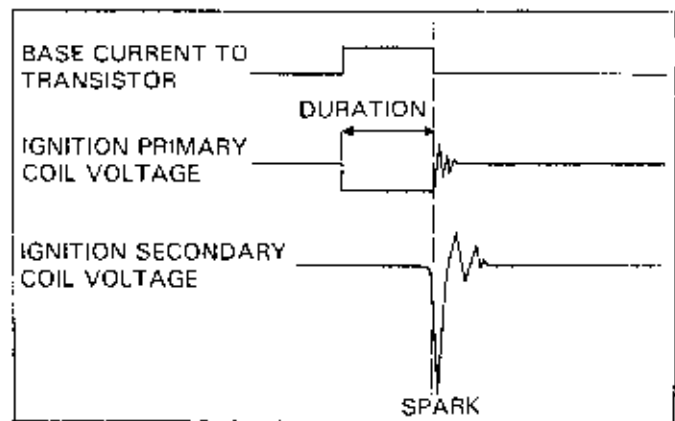 BASE CURRENT TO
TRANSISTOR
DURATION
IGNITION PRIMARY
COIL VOLTAGE
IGNITION SECONDARY
COIL VOLTAGE
SPARK